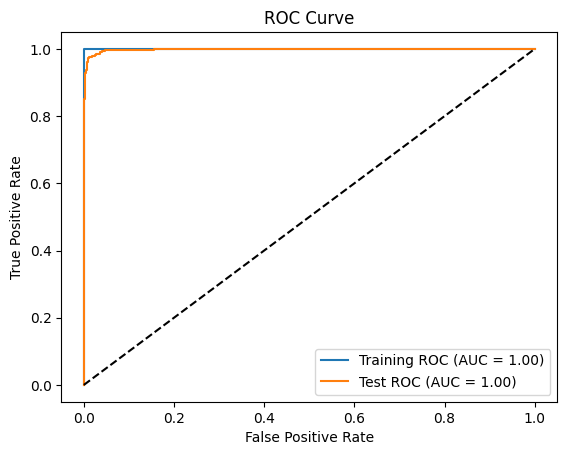 ROC Curve
True Positive Rate
1.0
0.8
0.6
0.4
0.2
0.0
Training ROC (AUC = 1.00)
Test ROC (AUC = 1.00)
0.0 0.2 0.4 0.6 0.8 1.0
False Positive Rate